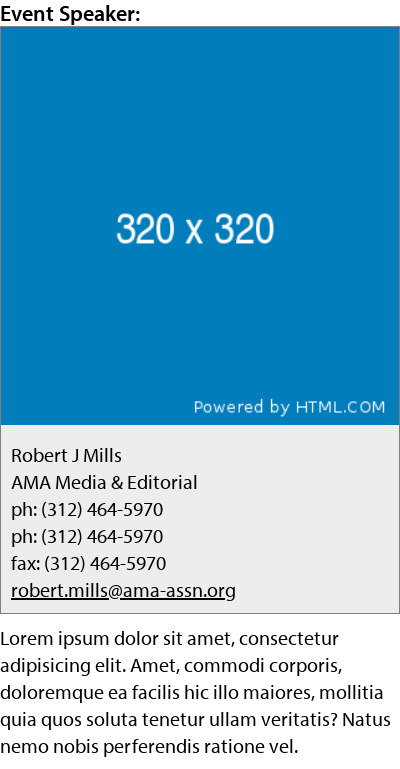 Event Speaker:
320 x 320
Powered by HTML.COM
Robert J Mills
AMA Media & Editorial
ph: (312) 464-5970
ph: (312) 464-5970
fax: (312) 464-5970
robert.mills@ama-assn.org
Lorem ipsum dolor sit amet, consectetur
adipisicing elit. Amet, commodi corporis,
doloremque ea facilis hic illo maiores, mollitia
quia quos soluta tenetur ullam veritatis? Natus
nemo nobis perferendis ratione vel.